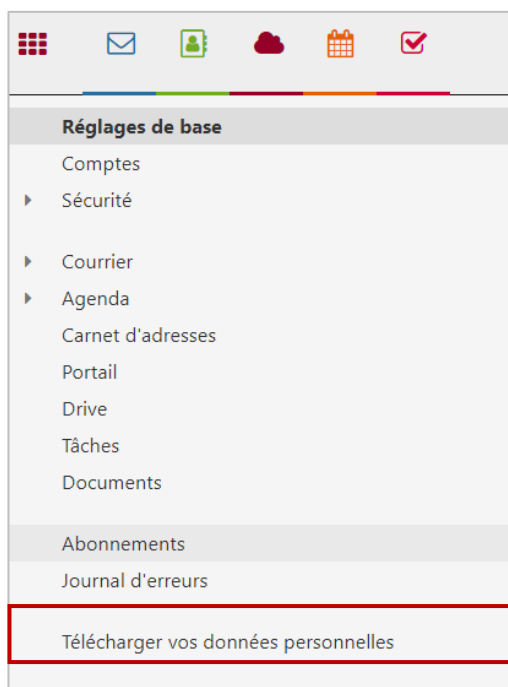 Réglages de base
Comptes
Sécurité
Courrier
Agenda
Carnet d'adresses
Portail
Drive
Tâches
Documents
Abonnements
Journal d'erreurs
Télécharger vos données personnelles